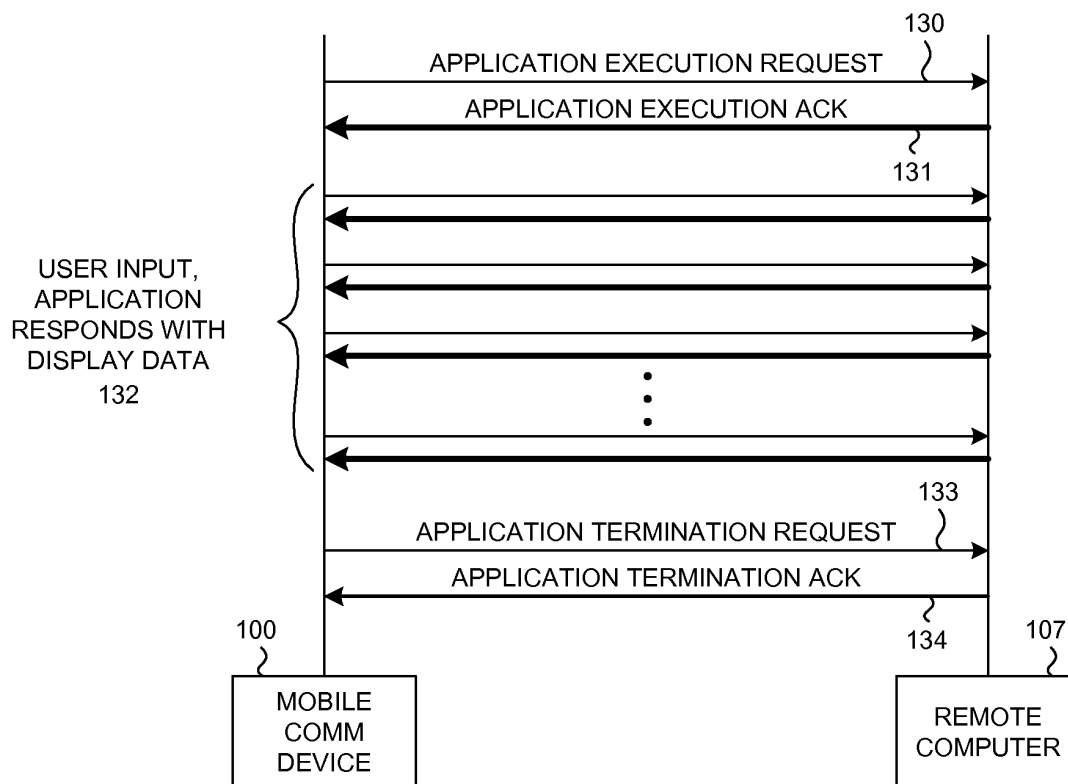 130
APPLICATION EXECUTION REQUEST
APPLICATION EXECUTION ACK
131
USER INPUT,
APPLICATION
RESPONDS WITH
DISPLAY DATA
132
133
APPLICATION TERMINATION REQUEST
APPLICATION TERMINATION ACK
134
100
107
MOBILE
COMM
DEVICE
REMOTE
COMPUTER